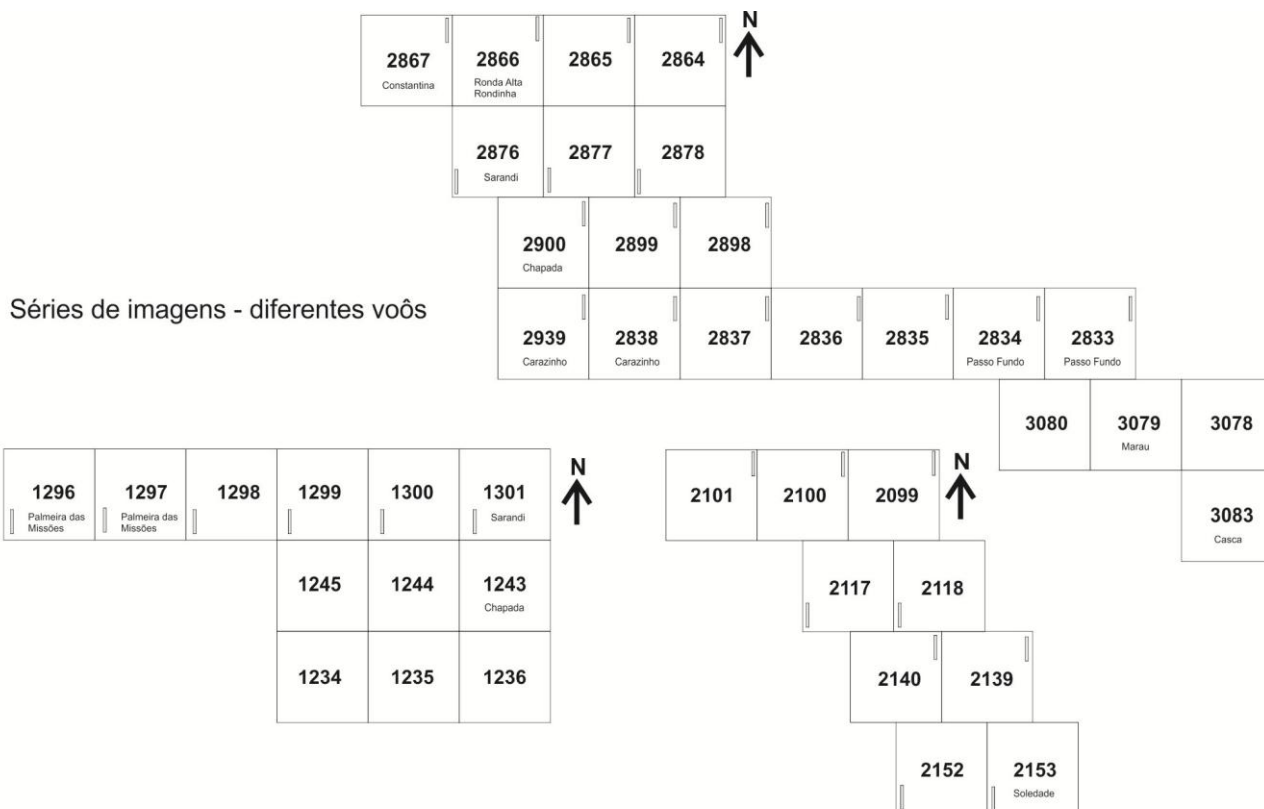 N
2867
2866
2865
2864
Constantina
Ronda Alta
Rondinha
2876
2877
2878
Sarandi
2900
2899
2898
Chapada
Séries de imagens - diferentes voôs
2939
2838
2837
2836
2835
2834
2833
Carazinho
Carazinho
Passo Fundo
Passo Fundo
3080
3079
3078
Marau
3083
Casca
N
1296
1297
1298
1299
1300
1301
Palmeira das
Missões
Palmeira das
Missões
Sarandi
1245
1244
1243
Chapada
1234
1235
1236
N
2101
2100
2099
2117
2118
2140
2139
2152
2153
Soledade